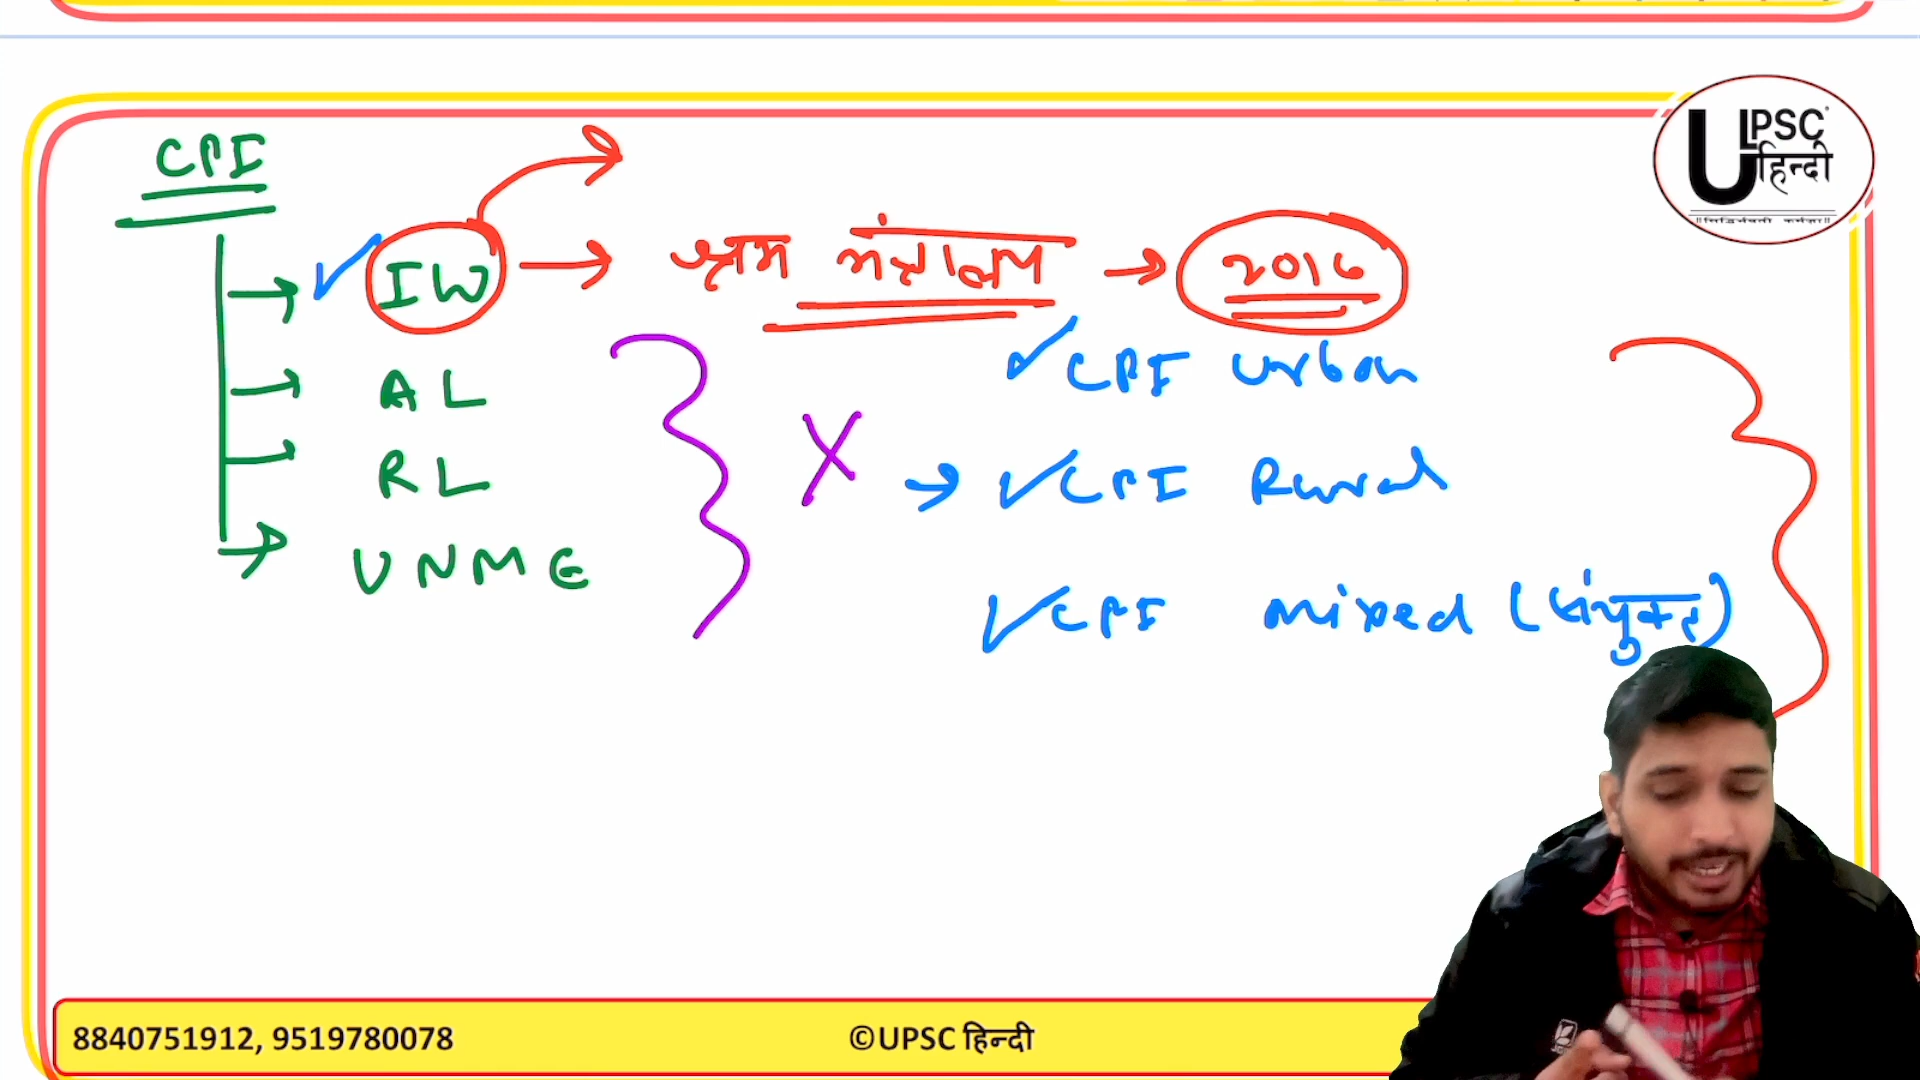 CPI
IW → श्रम मंत्रालय → 2016
AL
RL
UNME
CPI Urban
CPI Rural
CPI mixed (संयुक्त)
UPSC
हिन्दी
8840751912, 9519780078
©UPSC हिन्दी